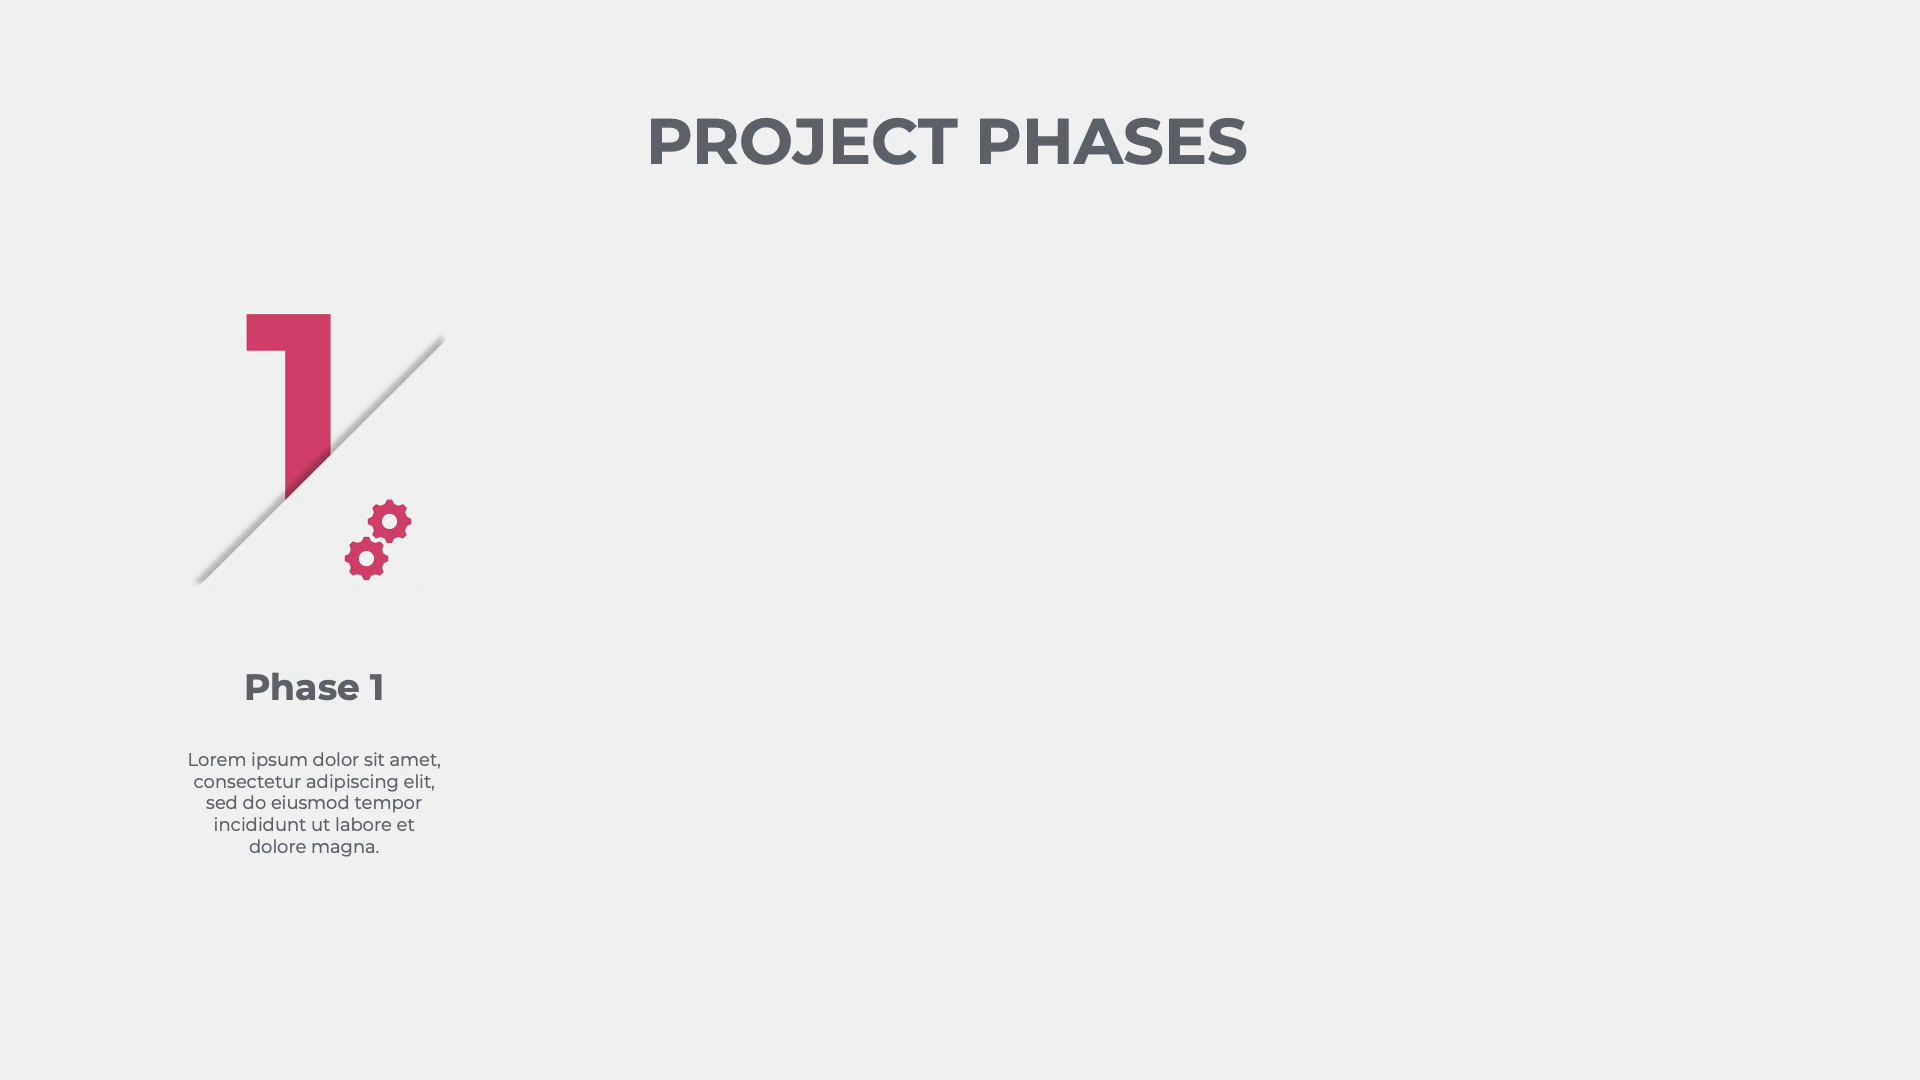 PROJECT PHASES
1
Phase 1
Lorem ipsum dolor sit amet,
consectetur adipiscing elit,
sed do eiusmod tempor
incididunt ut labore et
dolore magna.